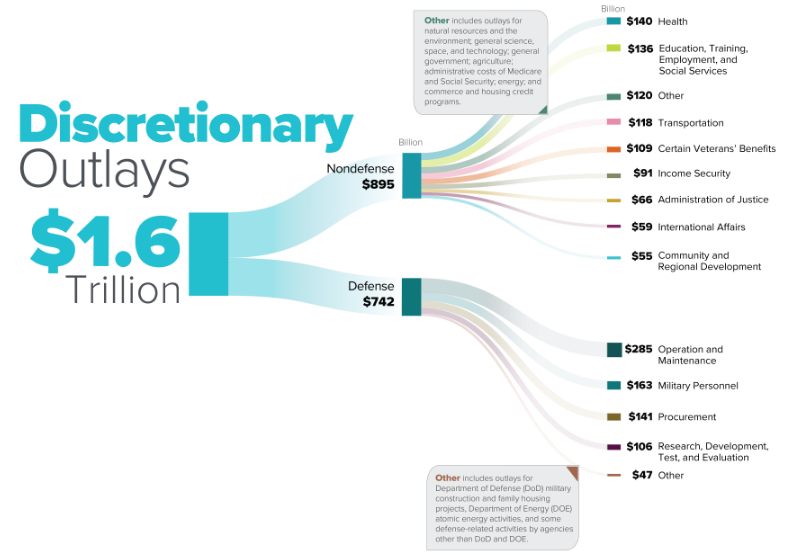 Discretionary
Outlays
$1.6
Trillion
Billion
Nondefense
$895
Defense
$742
Other includes outlays for
natural resources and the
environment; general science,
space, and technology; general
government; agriculture;
administrative costs of Medicare
and Social Security; energy; and
commerce and housing credit
programs.
Billion
$140 Health
$136 Education, Training,
Employment, and
Social Services
$120 Other
$118 Transportation
$109 Certain Veterans' Benefits
$91 Income Security
$66 Administration of Justice
$59 International Affairs
$55 Community and
Regional Development
$285 Operation and
Maintenance
$163 Military Personnel
$141 Procurement
$106 Research, Development,
Test, and Evaluation
$47 Other
Other includes outlays for
Department of Defense (DoD) military
construction and family housing
projects, Department of Energy (DOE)
atomic energy activities, and some
defense-related activities by agencies
other than DoD and DOE.